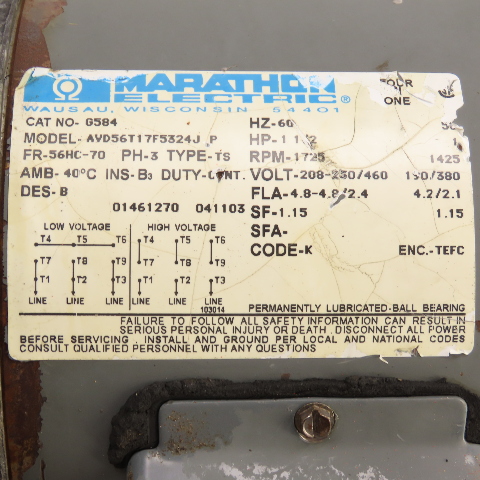 MARATHON
ELECTRIC®
WAUSAU, WISCONSIN 54401
OR
ONE
CAT NO- G584 HZ-60
MODEL- AVD56T17F5324J P HP-1 1/2
FR-56HC-70 PH-3 TYPE-TS RPM-1725 1425
AMB-40°C INS-B3 DUTY-CONT. VOLT-208-230/460 190/380
DES-B FLA-4.8-4.8/2.4 4.2/2.1
01461270 041103 SF-1.15 1.15
SFA-
CODE-K ENC.-TEFC
LOW VOLTAGE HIGH VOLTAGE
T4 T5 T6 T4 T5 T6
T7 T8 T9 T7 T8 T9
T1 T2 T3 T1 T2 T3
LINE LINE LINE LINE LINE LINE
103014
PERMANENTLY LUBRICATED-BALL BEARING
FAILURE TO FOLLOW ALL SAFETY INFORMATION CAN RESULT IN
SERIOUS PERSONAL INJURY OR DEATH. DISCONNECT ALL POWER
BEFORE SERVICING. INSTALL AND GROUND PER LOCAL AND NATIONAL CODES
CONSULT QUALIFIED PERSONNEL WITH ANY QUESTIONS